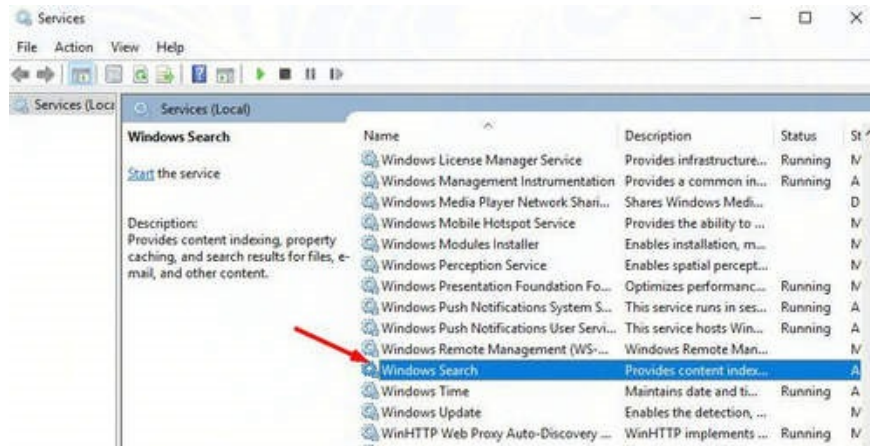 Services
File Action View Help
Services (Loca
Services (Local)
Windows Search
Start the service
Description:
Provides content indexing, property
caching, and search results for files, e-
mail, and other content.
Name Description Status St
Windows License Manager Service Provides infrastructure... Running M
Windows Management Instrumentation Provides a common in... Running A
Windows Media Player Network Shari... Shares Windows Medi... D
Windows Mobile Hotspot Service Provides the ability to ... M
Windows Modules Installer Enables installation, m... M
Windows Perception Service Enables spatial percept... M
Windows Presentation Foundation Fo... Optimizes performanc... Running M
Windows Push Notifications System S... This service runs in ses... Running A
Windows Push Notifications User Servi... This service hosts Win... Running A
Windows Remote Management (WS-... Windows Remote Man... M
Windows Search Provides content index... A
Windows Time Maintains date and ti... Running A
Windows Update Enables the detection, ... M
WinHTTP Web Proxy Auto-Discovery ... WinHTTP implements ... Running M